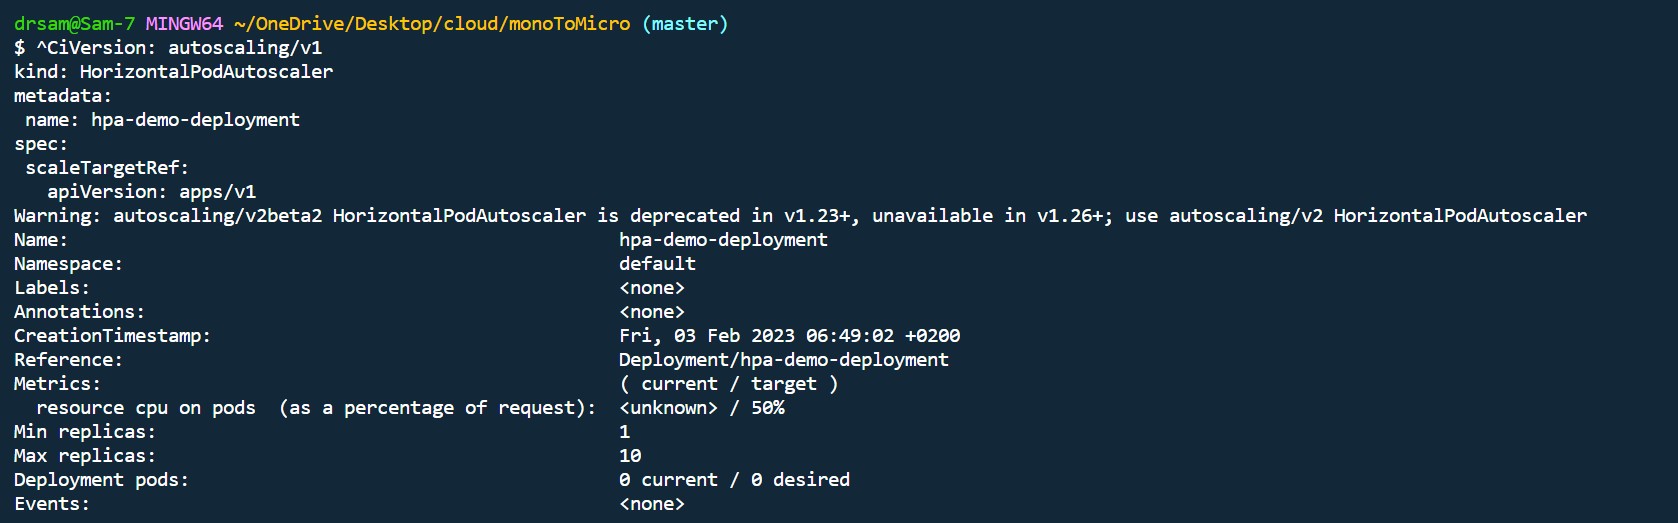 drsam@Sam-7 MINGW64 ~/OneDrive/Desktop/cloud/monoToMicro (master)
$ ^CiVersion: autoscaling/v1
kind: HorizontalPodAutoscaler
metadata:
 name: hpa-demo-deployment
spec:
 scaleTargetRef:
   apiVersion: apps/v1
Warning: autoscaling/v2beta2 HorizontalPodAutoscaler is deprecated in v1.23+, unavailable in v1.26+; use autoscaling/v2 HorizontalPodAutoscaler
Name:                                                  hpa-demo-deployment
Namespace:                                             default
Labels:                                                <none>
Annotations:                                           <none>
CreationTimestamp:                                     Fri, 03 Feb 2023 06:49:02 +0200
Reference:                                             Deployment/hpa-demo-deployment
Metrics:                                               ( current / target )
  resource cpu on pods  (as a percentage of request):  <unknown> / 50%
Min replicas:                                          1
Max replicas:                                          10
Deployment pods:                                       0 current / 0 desired
Events:                                                <none>